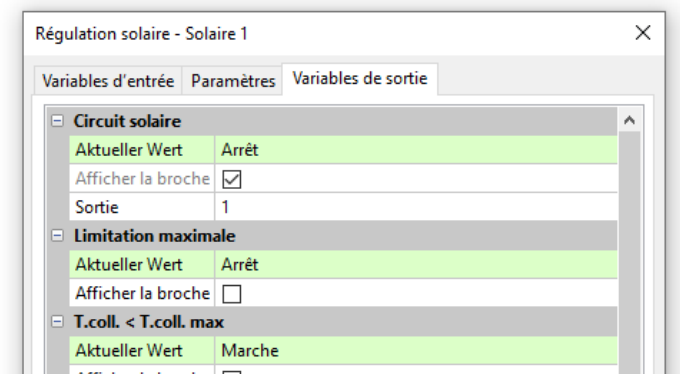 Régulation solaire - Solaire 1
Variables d'entrée Paramètres Variables de sortie
Circuit solaire
Aktueller Wert Arrêt
Afficher la broche
Sortie 1
Limitation maximale
Aktueller Wert Arrêt
Afficher la broche
T.coll. < T.coll. max
Aktueller Wert Marche